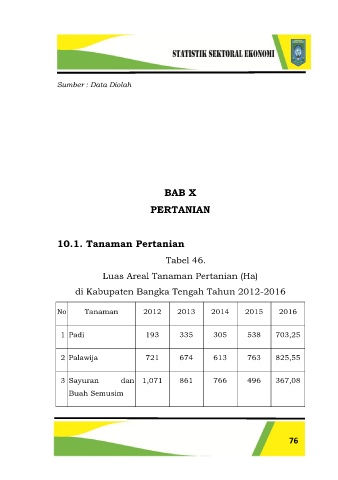 STATISTIK SEKTORAL EKONOMI
Sumber : Data Diolah
BAB X
PERTANIAN
10.1. Tanaman Pertanian
Tabel 46.
Luas Areal Tanaman Pertanian (Ha)
di Kabupaten Bangka Tengah Tahun 2012-2016
No Tanaman 2012 2013 2014 2015 2016
1 Padi 193 335 305 538 703,25
2 Palawija 721 674 613 763 825,55
3 Sayuran dan 1,071 861 766 496 367,08
Buah Semusim
76